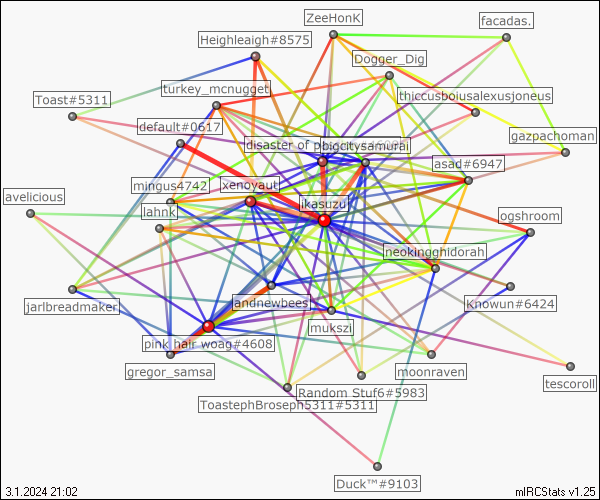 ZeeHonK
facadas.
Heighleaigh#8575
Dogger_Dig
turkey_mcnugget
thiccusbousalexusjoneus
Toast#5311
default#0617
disaster of
bigcitysamurai
gazpachoman
asad#6947
mingus4742
xenoyaut
avelicious
lahnk
ikasuzu
ogshroom
neokingghidorah
andnewbees
Knowun#6424
jarlbreadmaker
mukszi
pink hair woag#4608
gregor_samsa
moonraven
tescoroll
Random Stuf6#5983
ToastephBroseph5311#5311
Duck™#9103
3.1.2024 21:02
mIRCStats v1.25